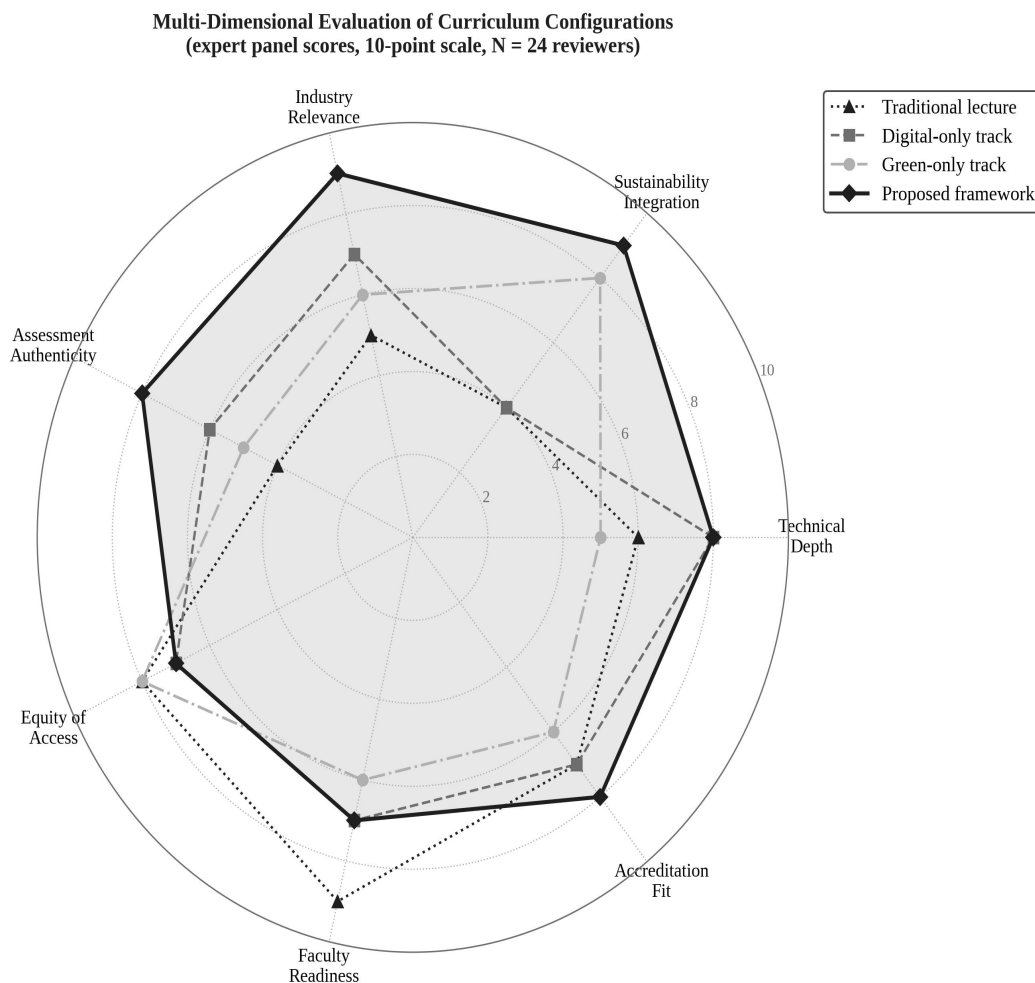 Multi-Dimensional Evaluation of Curriculum Configurations
(expert panel scores, 10-point scale, N = 24 reviewers)
Industry
Relevance
Traditional lecture
Digital-only track
Green-only track
Proposed framework
Sustainability
Integration
Assessment
Authenticity
10
8
6
4
2
Technical
Depth
Equity of
Access
Accreditation
Fit
Faculty
Readiness